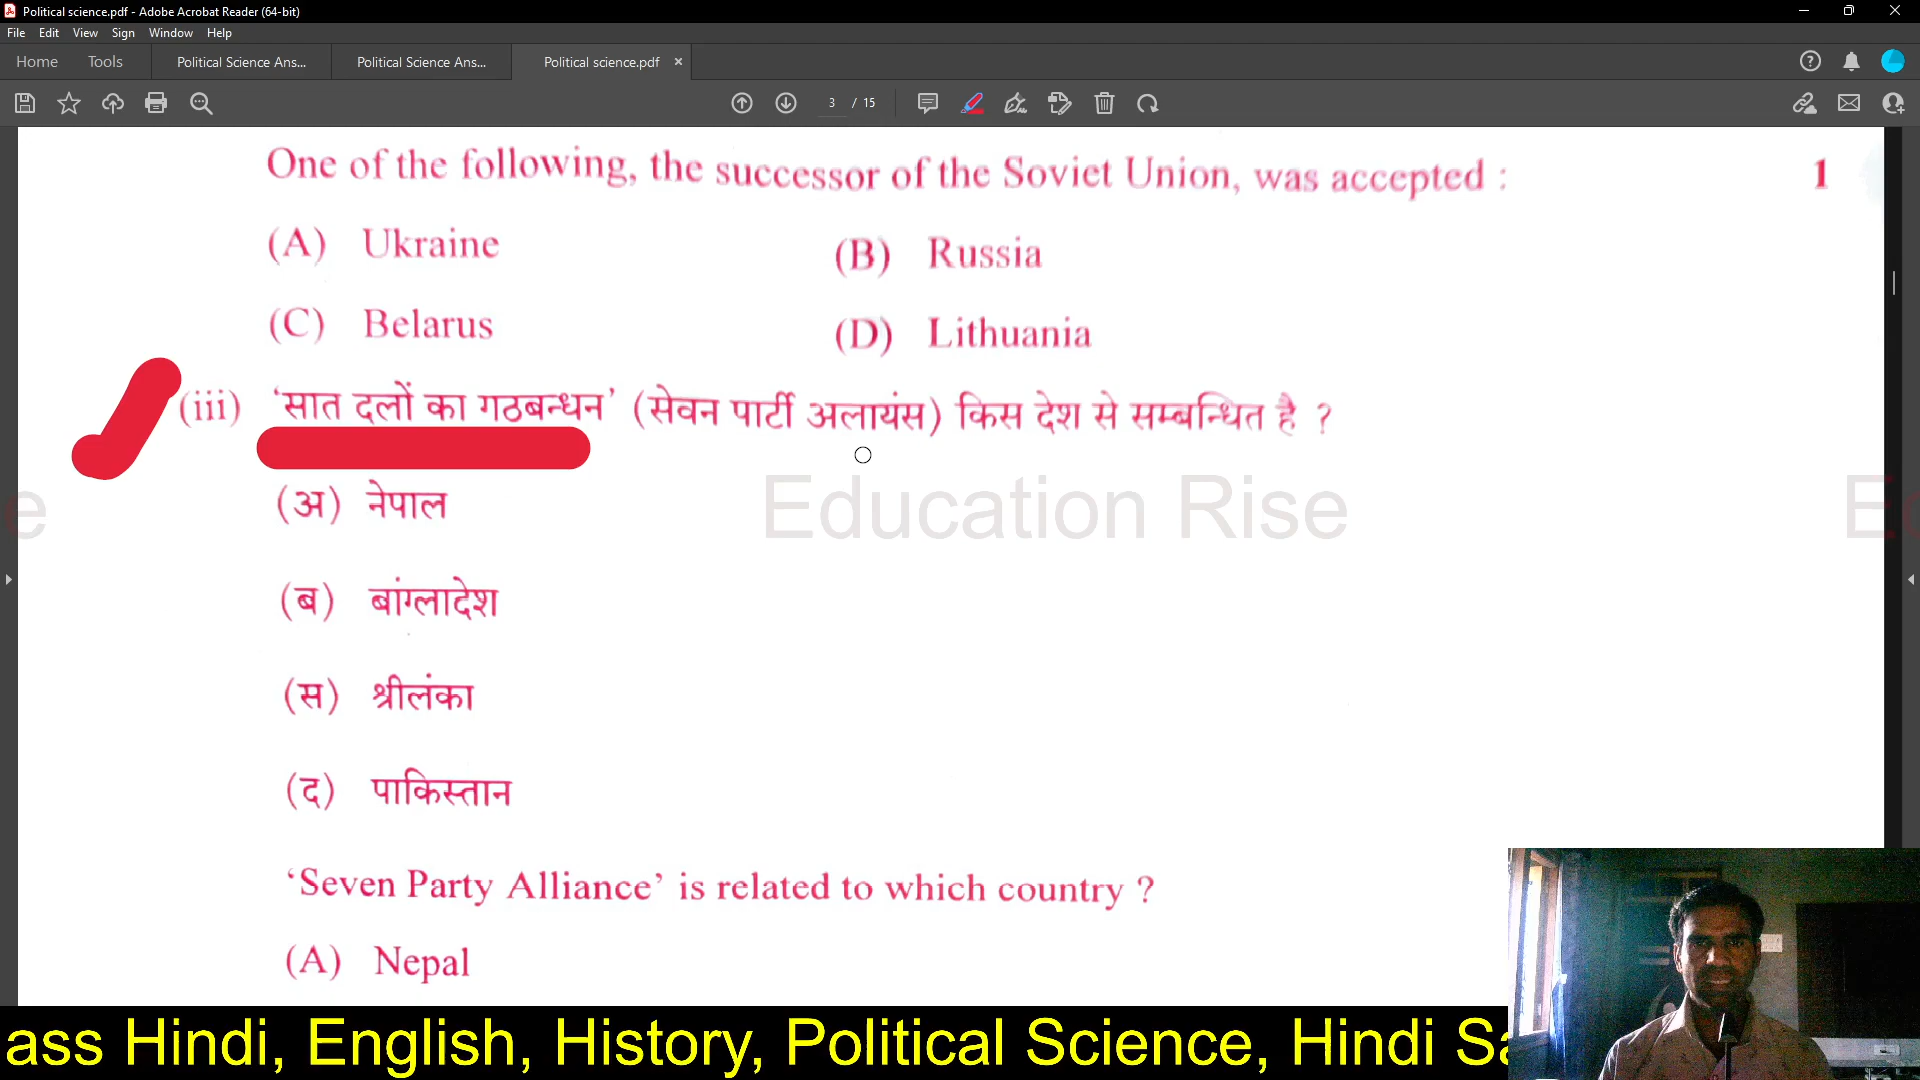 Political science.pdf - Adobe Acrobat Reader (64-bit)
File Edit View Sign Window Help
Home Tools Political Science Ans... Political Science Ans... Political science.pdf
3 / 15
One of the following, the successor of the Soviet Union, was accepted : 1
(A) Ukraine (B) Russia
(C) Belarus (D) Lithuania
(iii) ‘सात दलों का गठबन्धन’ (सेवन पार्टी अलायंस) किस देश से सम्बन्धित है ?
(अ) नेपाल
Education Rise
(ब) बांग्लादेश
(स) श्रीलंका
(द) पाकिस्तान
‘Seven Party Alliance’ is related to which country ?
(A) Nepal
ass Hindi, English, History, Political Science, Hindi Sa